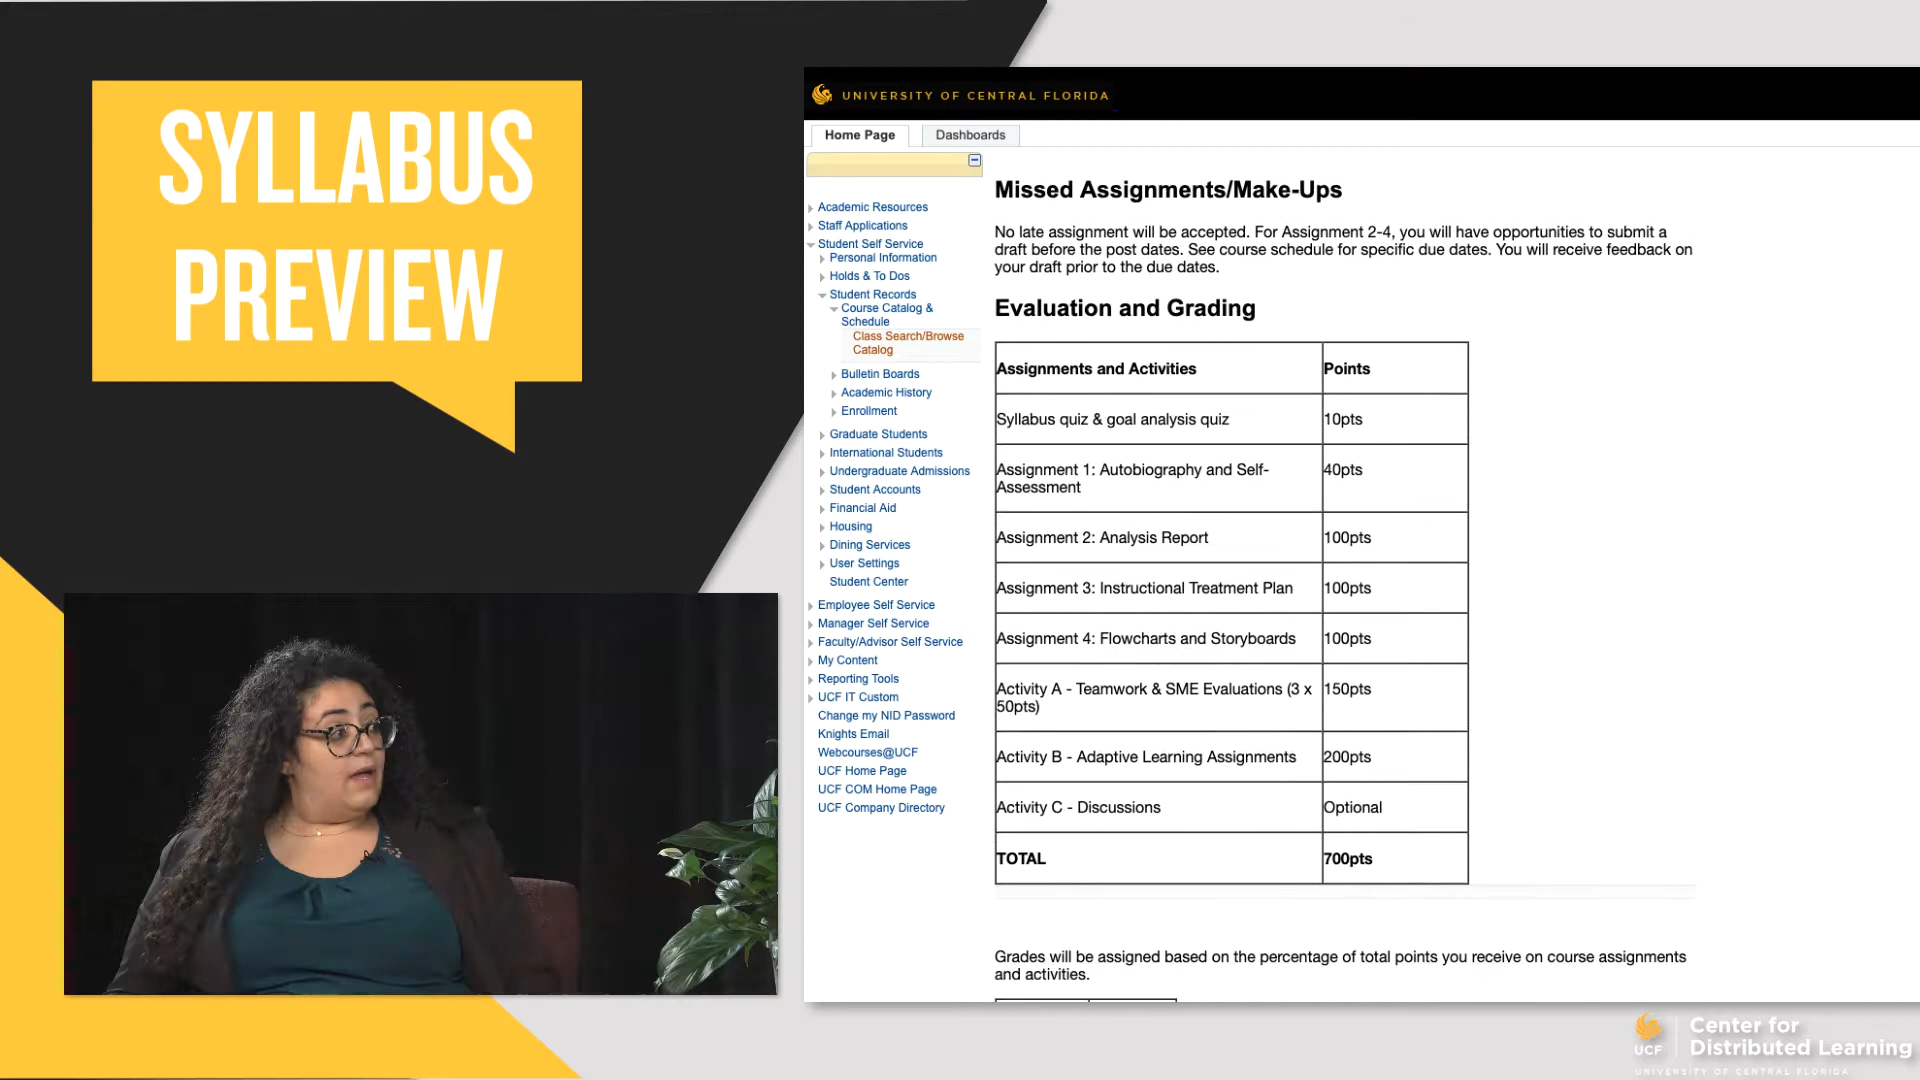 SYLLABUS
PREVIEW
UNIVERSITY OF CENTRAL FLORIDA
Home Page
Dashboards
Academic Resources
Staff Applications
Student Self Service
Personal Information
Holds & To Dos
Student Records
Course Catalog &
Schedule
Class Search/Browse
Catalog
Bulletin Boards
Academic History
Enrollment
Graduate Students
International Students
Undergraduate Admissions
Student Accounts
Financial Aid
Housing
Dining Services
User Settings
Student Center
Employee Self Service
Manager Self Service
Faculty/Advisor Self Service
My Content
Reporting Tools
UCF IT Custom
Change my NID Password
Knights Email
Webcourses@UCF
UCF Home Page
UCF COM Home Page
UCF Company Directory
Missed Assignments/Make-Ups
No late assignment will be accepted. For Assignment 2-4, you will have opportunities to submit a
draft before the post dates. See course schedule for specific due dates. You will receive feedback on
your draft prior to the due dates.
Evaluation and Grading
Assignments and Activities Points
Syllabus quiz & goal analysis quiz 10pts
Assignment 1: Autobiography and Self- 40pts
Assessment
Assignment 2: Analysis Report 100pts
Assignment 3: Instructional Treatment Plan 100pts
Assignment 4: Flowcharts and Storyboards 100pts
Activity A - Teamwork & SME Evaluations (3 x 150pts
50pts)
Activity B - Adaptive Learning Assignments 200pts
Activity C - Discussions Optional
TOTAL 700pts
Grades will be assigned based on the percentage of total points you receive on course assignments
and activities.
UCF
Center for
Distributed Learning
UNIVERSITY OF CENTRAL FLORIDA